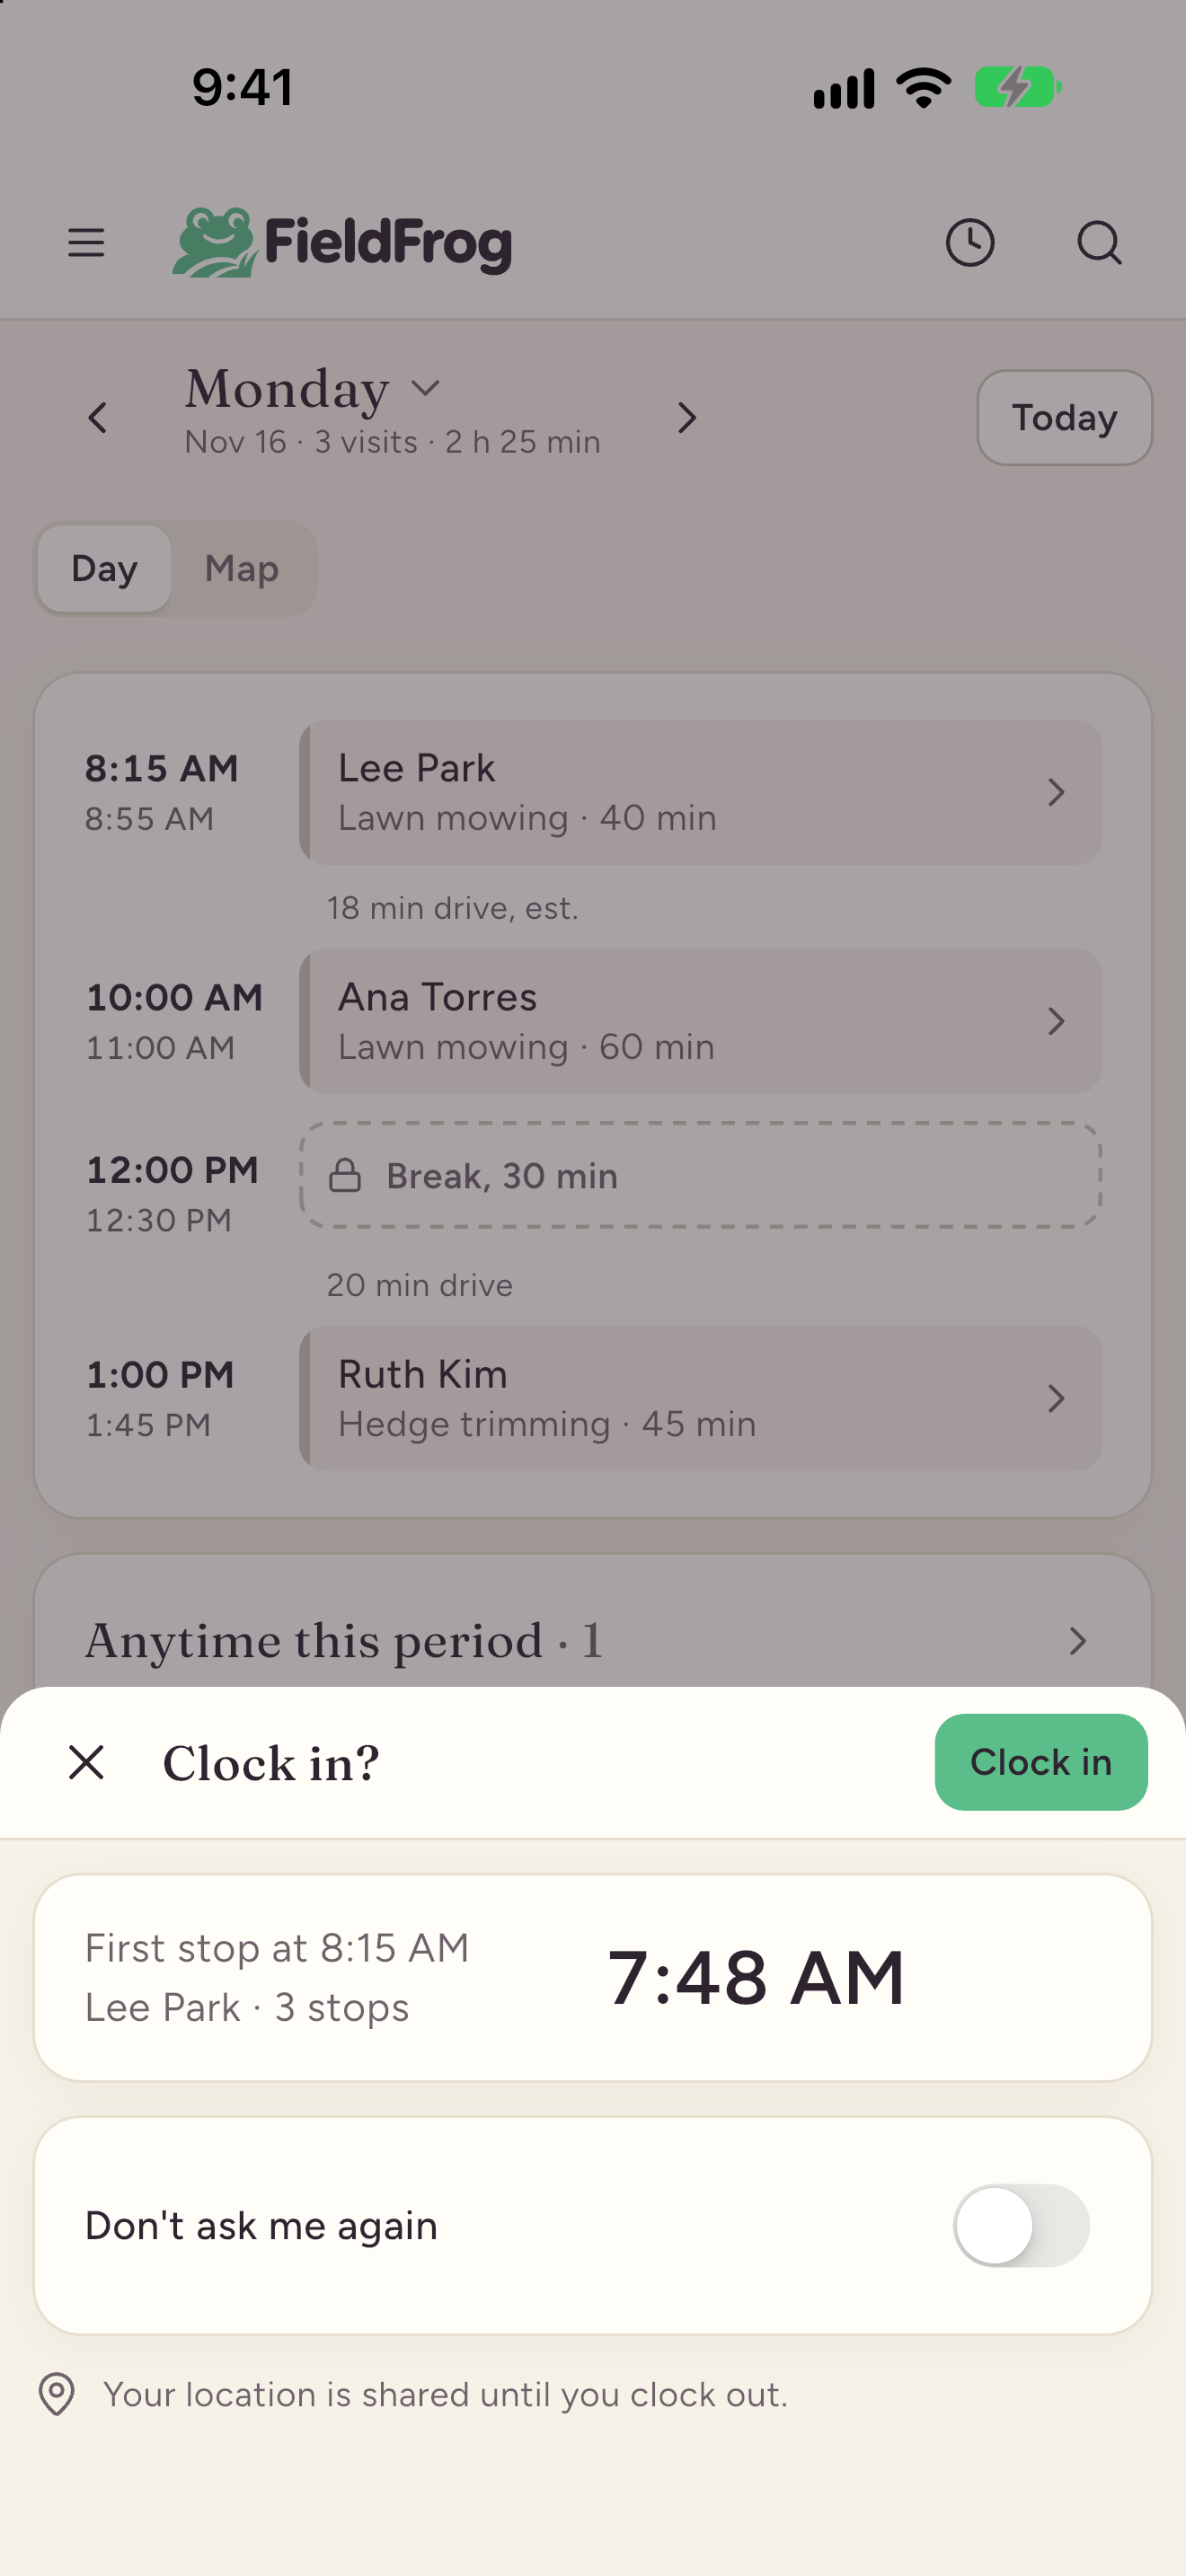 9:41
FieldFrog
Monday
Nov 16 · 3 visits · 2 h 25 min
Today
Day
Map
8:15 AM
8:55 AM
Lee Park
Lawn mowing · 40 min
18 min drive, est.
10:00 AM
11:00 AM
Ana Torres
Lawn mowing · 60 min
12:00 PM
12:30 PM
Break, 30 min
20 min drive
1:00 PM
1:45 PM
Ruth Kim
Hedge trimming · 45 min
Anytime this period · 1
Clock in?
Clock in
First stop at 8:15 AM
Lee Park · 3 stops
7:48 AM
Don't ask me again
Your location is shared until you clock out.